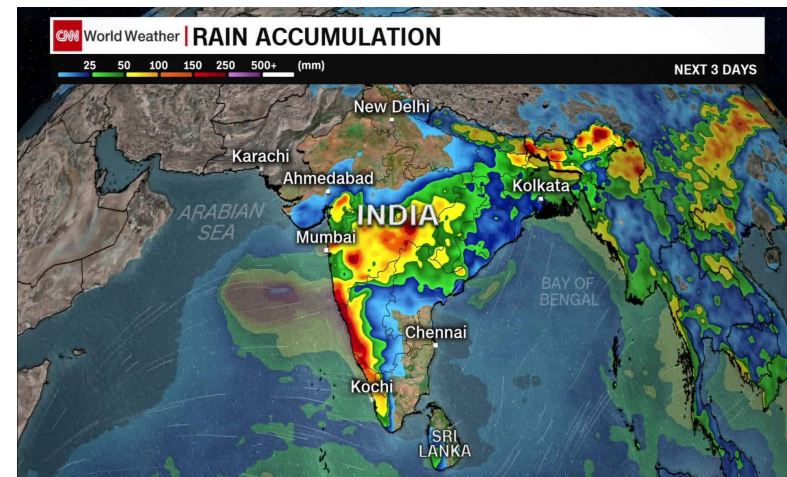 CNN World Weather RAIN ACCUMULATION
25 50 100 150 250 500+ (mm)
NEXT 3 DAYS
New Delhi
Karachi
Ahmedabad
Kolkata
ARABIAN
SEA
INDIA
Mumbai
BAY OF
BENGAL
Chennai
Kochi
SRI
LANKA